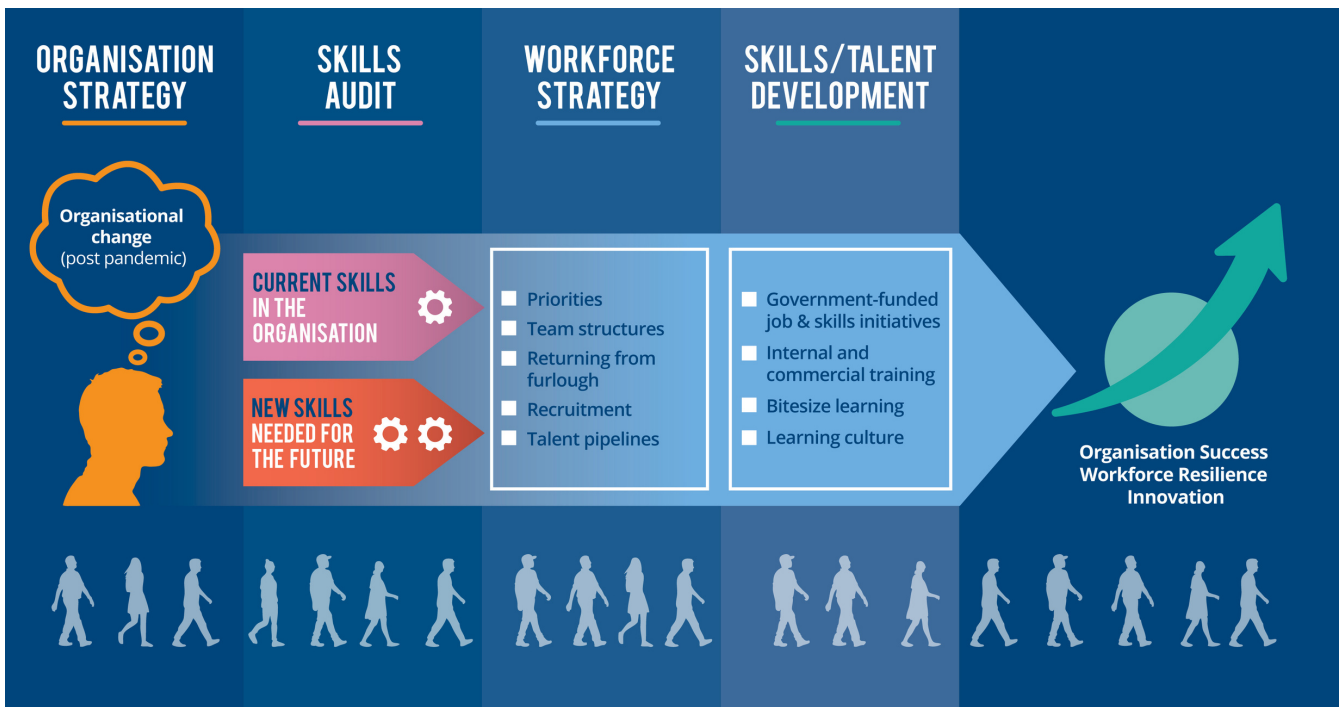 ORGANISATION
STRATEGY
SKILLS
AUDIT
WORKFORCE
STRATEGY
SKILLS/TALENT
DEVELOPMENT
Organisational
change
(post pandemic)
CURRENT SKILLS
IN THE
ORGANISATION
NEW SKILLS
NEEDED FOR
THE FUTURE
Priorities
Team structures
Returning from
furlough
Recruitment
Talent pipelines
Government-funded
job & skills initiatives
Internal and
commercial training
Bitesize learning
Learning culture
Organisation Success
Workforce Resilience
Innovation